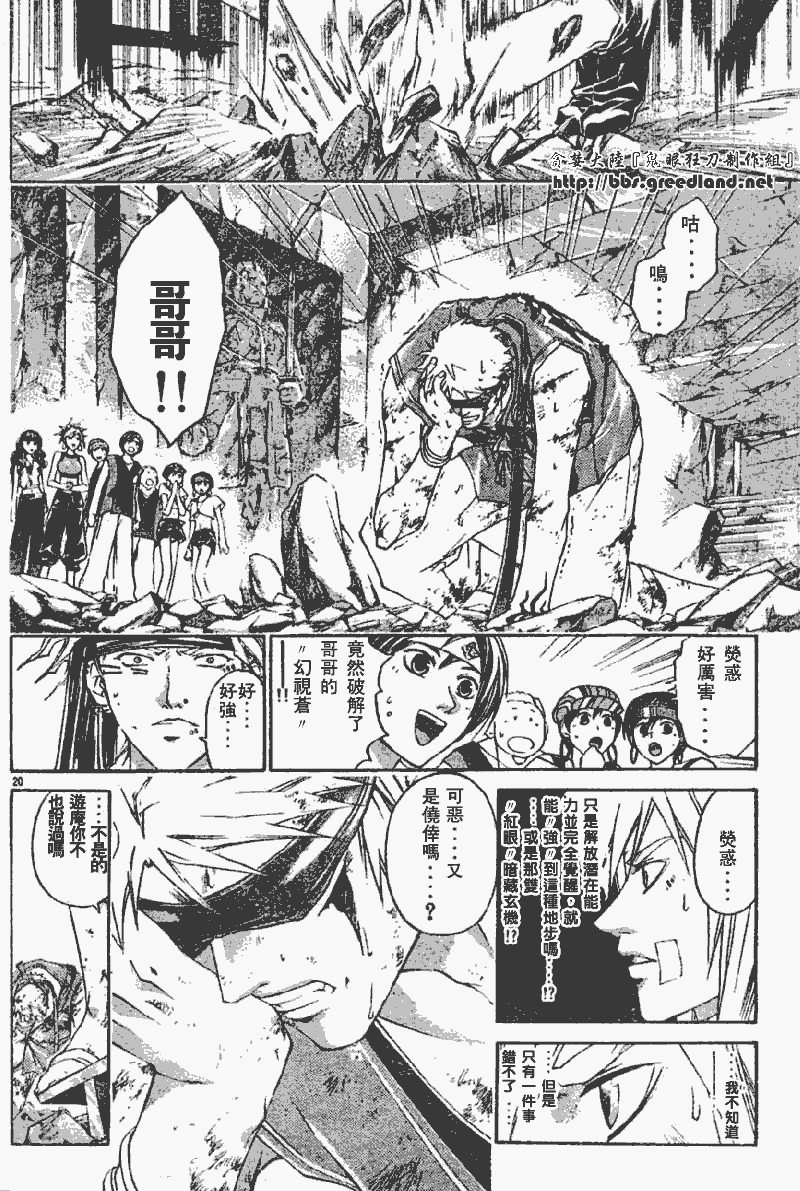 貪婪大陸『鬼眼狂刀製作組』
http://bbs.greedland.net
咕....
嗚....
哥哥!!
熒惑
好厲害....
竟然破解了
哥哥的
"幻視蒼"
!!
好...
好強...
20
熒惑...
只是解放潛在能
力並完全覺醒，就
能"強"到這種地步嗎....!?
....或是那雙
"紅眼"暗藏玄機!?
....我不知道
....但是
只有一件事
錯不了....
可惡....又
是僥倖嗎....?
....不是的
遊庵你不
也說過嗎